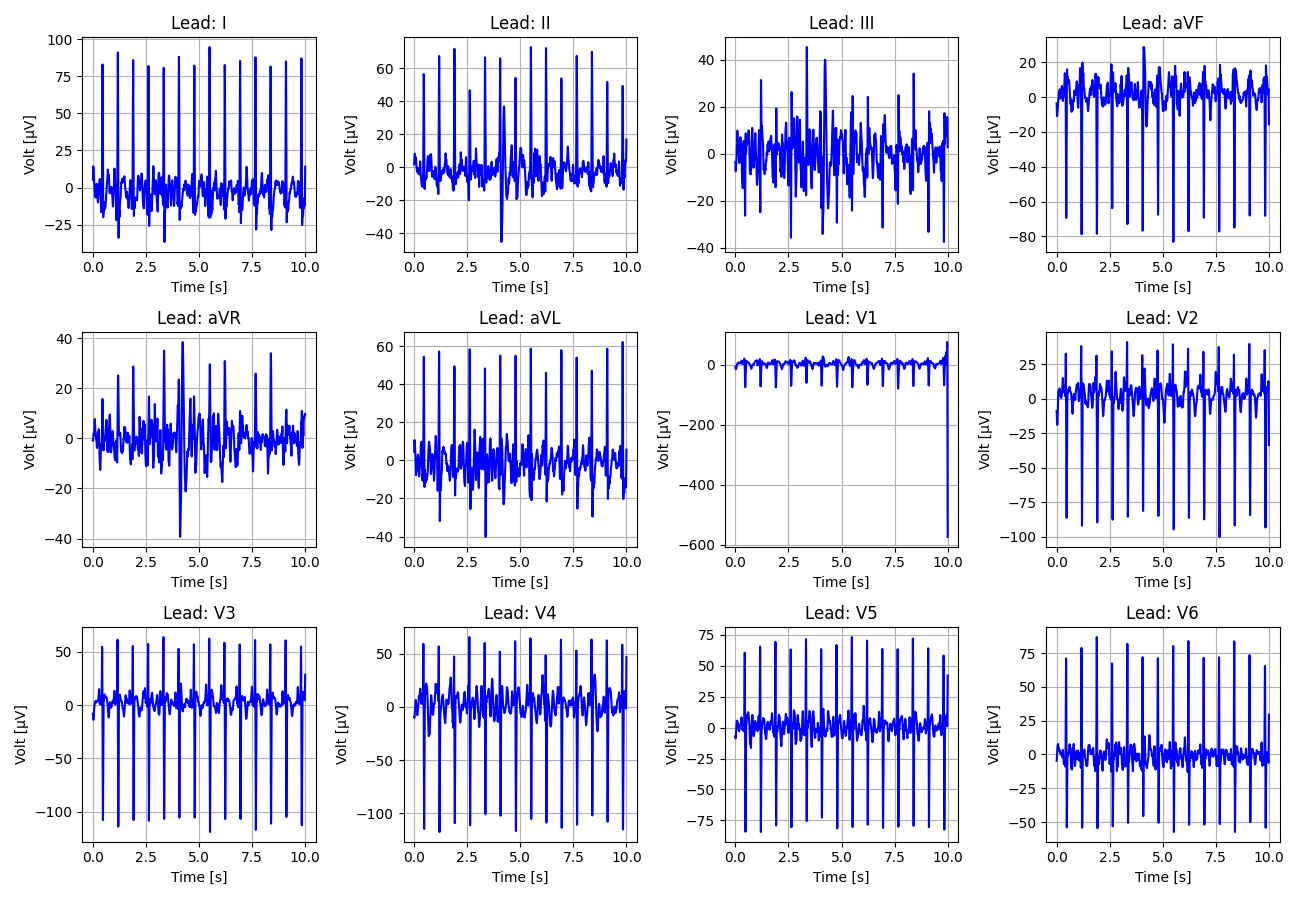 Lead: I
Volt [µV]
100
75
50
25
0
−25
0.0 2.5 5.0 7.5 10.0
Time [s]
Lead: II
Volt [µV]
60
40
20
0
−20
−40
0.0 2.5 5.0 7.5 10.0
Time [s]
Lead: III
Volt [µV]
40
20
0
−20
−40
0.0 2.5 5.0 7.5 10.0
Time [s]
Lead: aVF
Volt [µV]
20
0
−20
−40
−60
−80
0.0 2.5 5.0 7.5 10.0
Time [s]
Lead: aVR
Volt [µV]
40
20
0
−20
−40
0.0 2.5 5.0 7.5 10.0
Time [s]
Lead: aVL
Volt [µV]
60
40
20
0
−20
−40
0.0 2.5 5.0 7.5 10.0
Time [s]
Lead: V1
Volt [µV]
0
−200
−400
−600
0.0 2.5 5.0 7.5 10.0
Time [s]
Lead: V2
Volt [µV]
25
0
−25
−50
−75
−100
0.0 2.5 5.0 7.5 10.0
Time [s]
Lead: V3
Volt [µV]
50
0
−50
−100
0.0 2.5 5.0 7.5 10.0
Time [s]
Lead: V4
Volt [µV]
50
0
−50
−100
0.0 2.5 5.0 7.5 10.0
Time [s]
Lead: V5
Volt [µV]
75
50
25
0
−25
−50
−75
0.0 2.5 5.0 7.5 10.0
Time [s]
Lead: V6
Volt [µV]
75
50
25
0
−25
−50
0.0 2.5 5.0 7.5 10.0
Time [s]